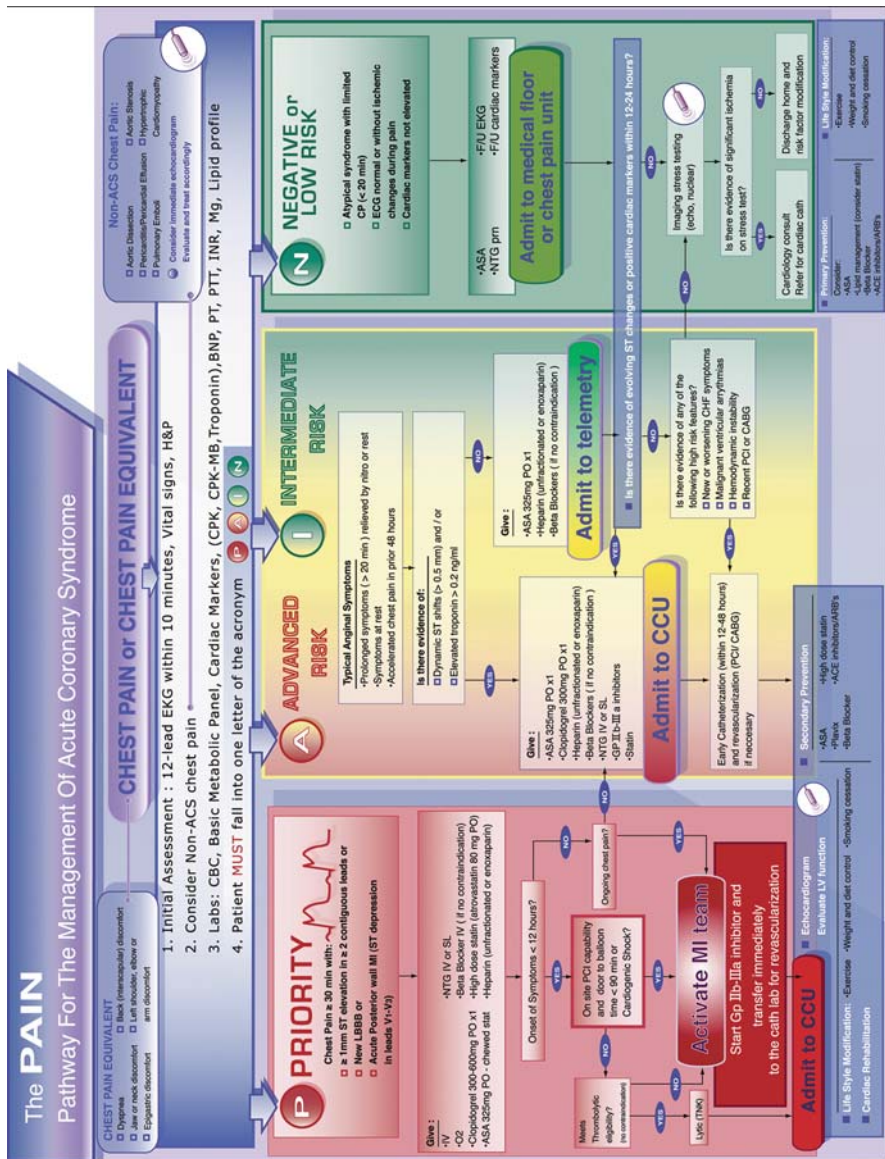 The PAIN
Pathway For The Management Of Acute Coronary Syndrome
CHEST PAIN EQUIVALENT
Dyspnea
Jaw or neck discomfort
Epigastric discomfort
Back (interacapular) discomfort
Left shoulder, elbow or
arm discomfort
CHEST PAIN or CHEST PAIN EQUIVALENT
Non-ACS Chest Pain:
Aortic Dissection
Pericarditis/Pericardial Effusion
Pulmonary Emboli
Aortic Stenosis
Hypertrophic
Cardiomyopathy
Consider immediate echocardiogram
Evaluate and treat accordingly
1. Initial Assessment : 12-lead EKG within 10 minutes, Vital signs, H&P
2. Consider Non-ACS chest pain
3. Labs: CBC, Basic Metabolic Panel, Cardiac Markers, (CPK, CPK-MB,Troponin),BNP, PT, PTT, INR, Mg, Lipid profile
4. Patient MUST fall into one letter of the acronym P A I N
P PRIORITY
Chest Pain ≥ 30 min with:
≥ 1mm ST elevation in ≥ 2 contiguous leads or
New LBBB or
Acute Posterior wall MI (ST depression
in leads V1-V3)
Give :
•IV
•O2
•Clopidogrel 300-600mg PO x1
•ASA 325mg PO - chewed stat
•NTG IV or SL
•Beta Blocker IV ( if no contraindication)
•High dose statin (atrovastatin 80 mg PO)
•Heparin (unfractionated or enoxaparin)
Onset of Symptoms < 12 hours?
YES
NO
On site PCI capability
and door to balloon
time < 90 min or
Cardiogenic Shock?
Ongoing chest pain?
NO
YES
YES
NO
Meets
Thrombolytic
eligibility?
(no contraindication)
NO
YES
Lytic (TNK)
Activate MI team
Start Gp IIb-IIIa inhibitor and
transfer immediately
to the cath lab for revascularization
Admit to CCU
A ADVANCED
RISK
I INTERMEDIATE
RISK
Typical Anginal Symptoms
•Prolonged symptoms ( > 20 min ) relieved by nitro or rest
•Symptoms at rest
•Accelerated chest pain in prior 48 hours
Is there evidence of:
Dynamic ST shifts (> 0.5 mm) and / or
Elevated troponin > 0.2 ng/ml
YES
NO
Give :
•ASA 325mg PO x1
•Clopidogrel 300mg PO x1
•Heparin (unfractionated or enoxaparin)
•Beta Blockers ( if no contraindication )
•NTG IV or SL
•GP II b-III a inhibitors
•Statin
Give :
•ASA 325mg PO x1
•Heparin (unfractionated or enoxaparin)
•Beta Blockers ( if no contraindication )
Admit to telemetry
Admit to CCU
YES
Is there evidence of evolving ST changes or positive cardiac markers within 12-24 hours?
NO
Is there evidence of any of the
following high risk features?
New or worsening CHF symptoms
Malignant ventricular arrythmias
Hemodynamic instability
Recent PCI or CABG
YES
NO
Early Catheterization (within 12-48 hours)
and revascularization (PCI/ CABG)
if neccesary
N NEGATIVE or
LOW RISK
Atypical syndrome with limited
CP (< 20 min)
ECG normal or without ischemic
changes during pain
Cardiac markers not elevated
•ASA
•NTG prn
•F/U EKG
•F/U cardiac markers
Admit to medical floor
or chest pain unit
NO
Imaging stress testing
(echo, nuclear)
Is there evidence of significant ischemia
on stress test?
YES
NO
Cardiology consult
Refer for cardiac cath
Discharge home and
risk factor modification
Echocardiogram
Evaluate LV function
Life Style Modification: •Exercise •Weight and diet control •Smoking cessation
Cardiac Rehabilitation
Secondary Prevention
•ASA
•Plavix
•Beta Blocker
•High dose statin
•ACE inhibitors/ARB's
Primary Prevention:
Consider:
•ASA
•Lipid management (consider statin)
•Beta Blocker
•ACE inhibitors/ARB's
Life Style Modification:
•Exercise
•Weight and diet control
•Smoking cessation